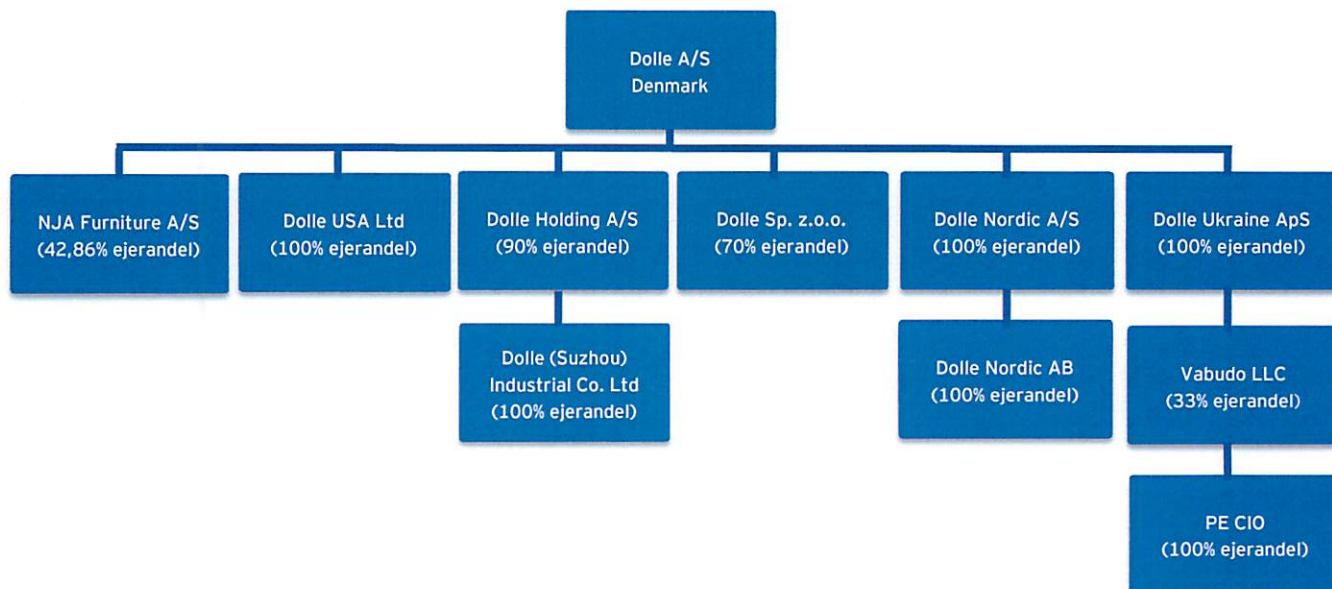 Dolle A/S
Denmark
NJA Furniture A/S
(42,86% ejerandel)
Dolle USA Ltd
(100% ejerandel)
Dolle Holding A/S
(90% ejerandel)
Dolle Sp. z.o.o.
(70% ejerandel)
Dolle Nordic A/S
(100% ejerandel)
Dolle Ukraine ApS
(100% ejerandel)
Dolle (Suzhou)
Industrial Co. Ltd
(100% ejerandel)
Dolle Nordic AB
(100% ejerandel)
Vabudo LLC
(33% ejerandel)
PE CIO
(100% ejerandel)